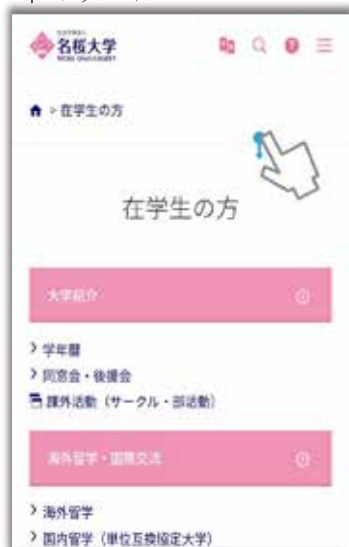 名桜大学
MEIO UNIVERSITY
> 在学生の方
在学生の方
大学紹介
学年暦
同窓会・後援会
課外活動（サークル・部活動）
海外留学・国際交流
海外留学
国内留学（単位互換協定大学）